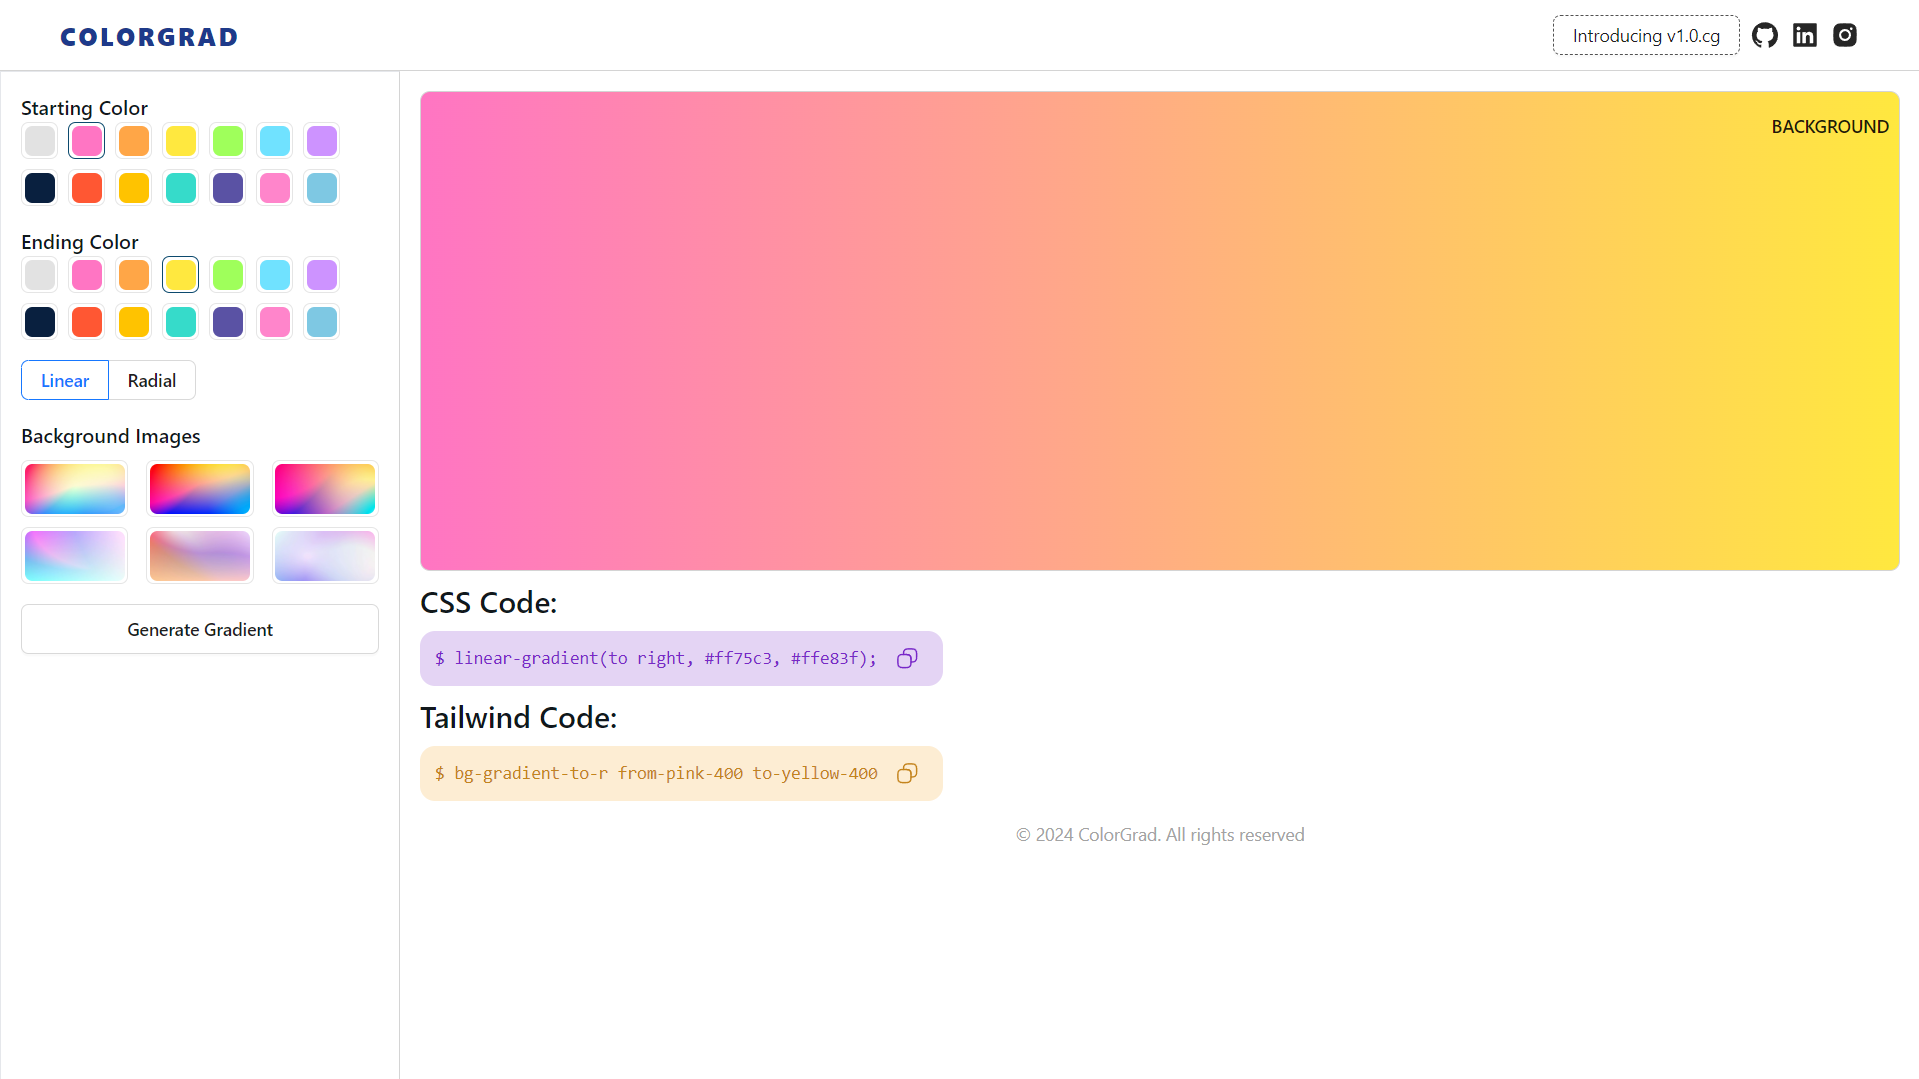 COLORGRAD
Introducing v1.0.cg
Starting Color
Ending Color
Linear
Radial
Background Images
Generate Gradient
BACKGROUND
CSS Code:
$ linear-gradient(to right, #ff75c3, #ffe83f);
Tailwind Code:
$ bg-gradient-to-r from-pink-400 to-yellow-400
© 2024 ColorGrad. All rights reserved